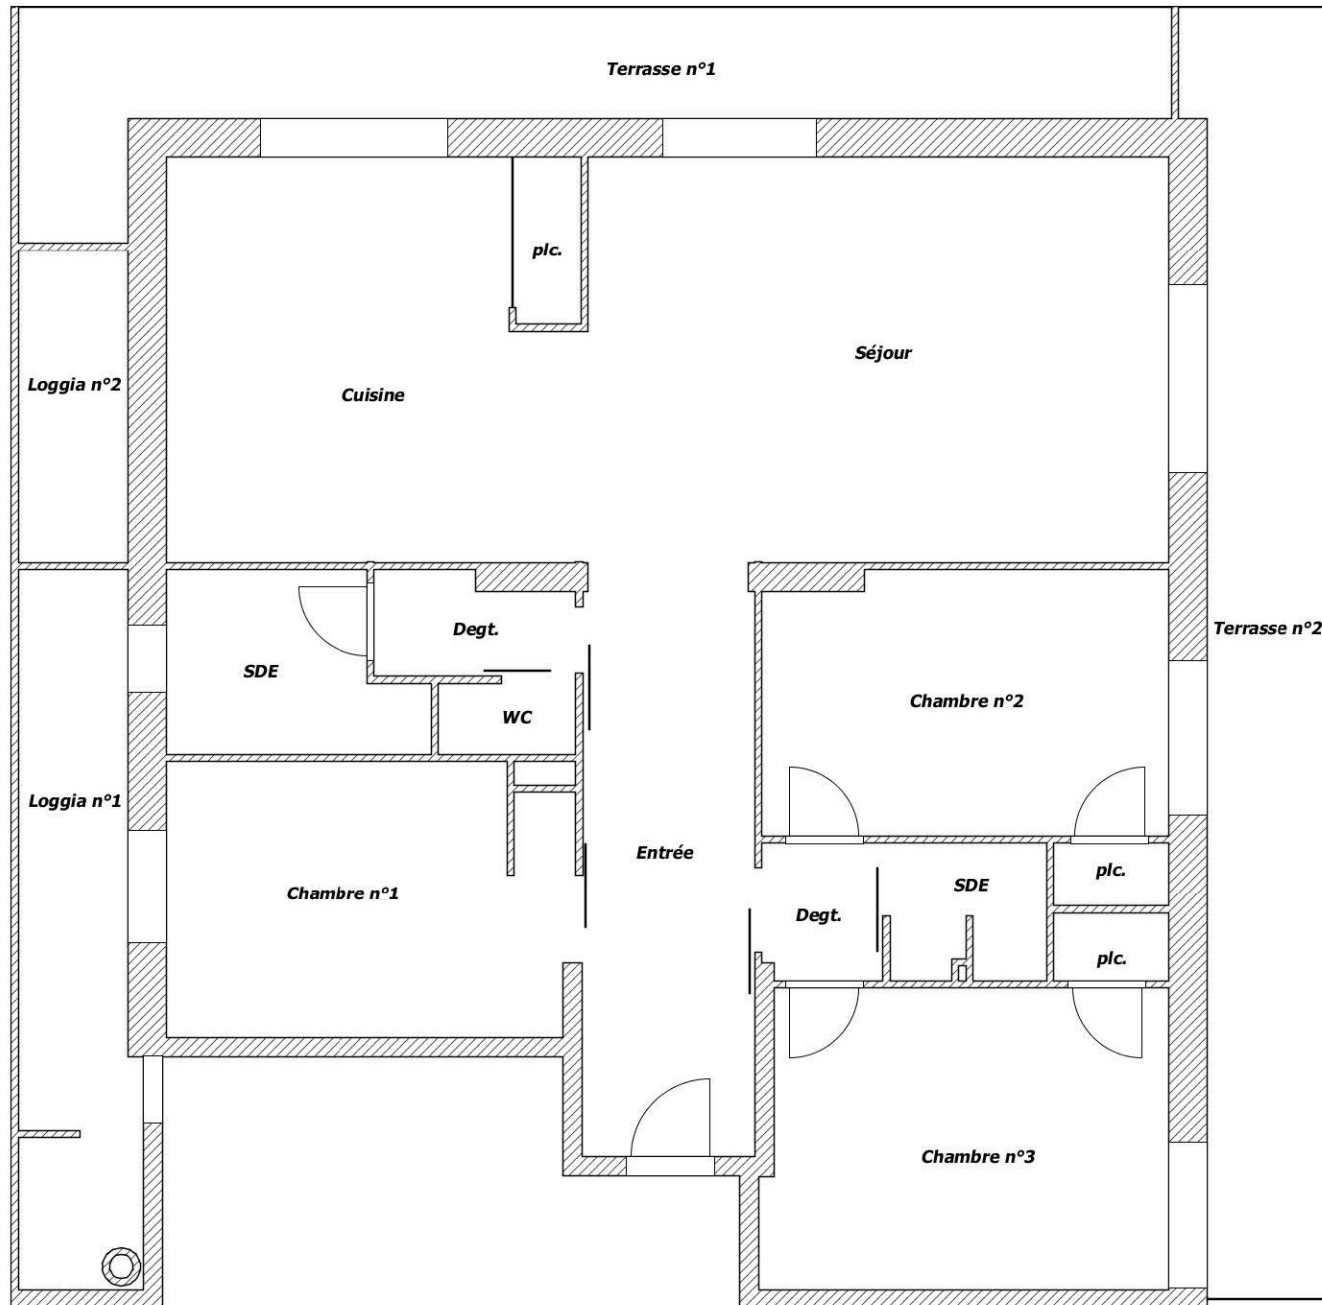 Terrasse n°1
plc.
Séjour
Loggia n°2
Cuisine
Degt.
Terrasse n°2
SDE
Chambre n°2
WC
Loggia n°1
Entrée
plc.
SDE
Chambre n°1
Degt.
plc.
Chambre n°3